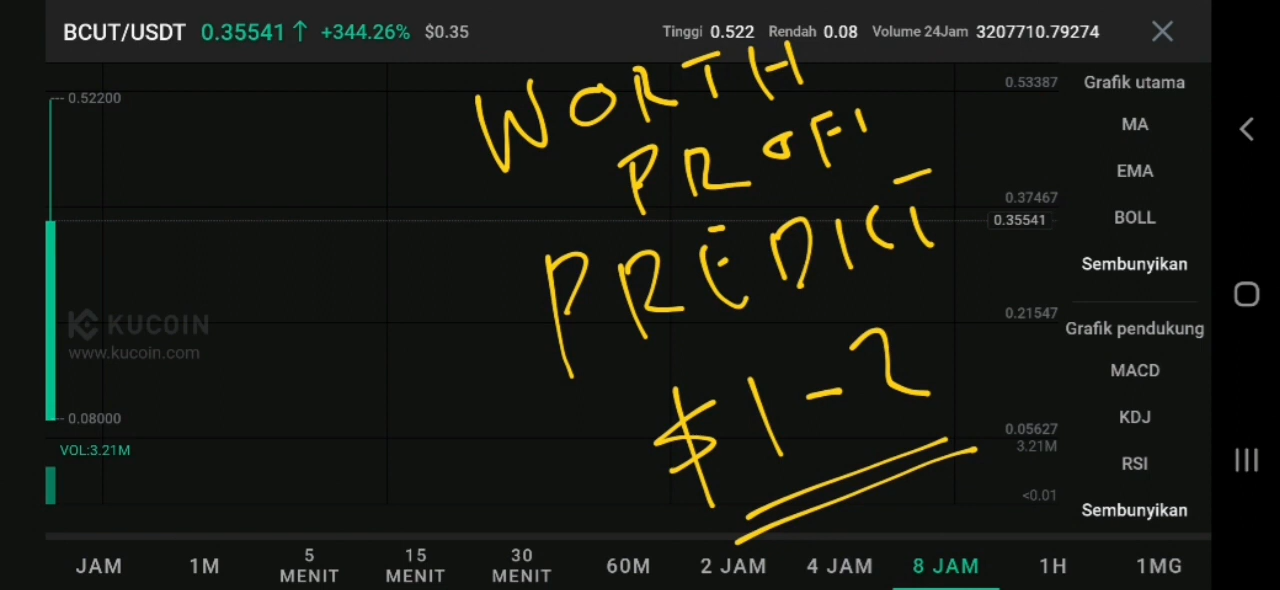 BCUT/USDT 0.35541↑ +344.26% $0.35 Tinggi 0.522 Rendah 0.08 Volume 24Jam 3207710.79274
0.52200
0.53387
Grafik utama
MA
EMA
0.37467
0.35541
BOLL
Sembunyikan
WORTH
PROFI
PREDICT
$1-2
KUCOIN
www.kucoin.com
0.21547
Grafik pendukung
MACD
0.08000
KDJ
0.05627
3.21M
VOL:3.21M
RSI
<0.01
Sembunyikan
JAM 1M 5 MENIT 15 MENIT 30 MENIT 60M 2 JAM 4 JAM 8 JAM 1H 1MG